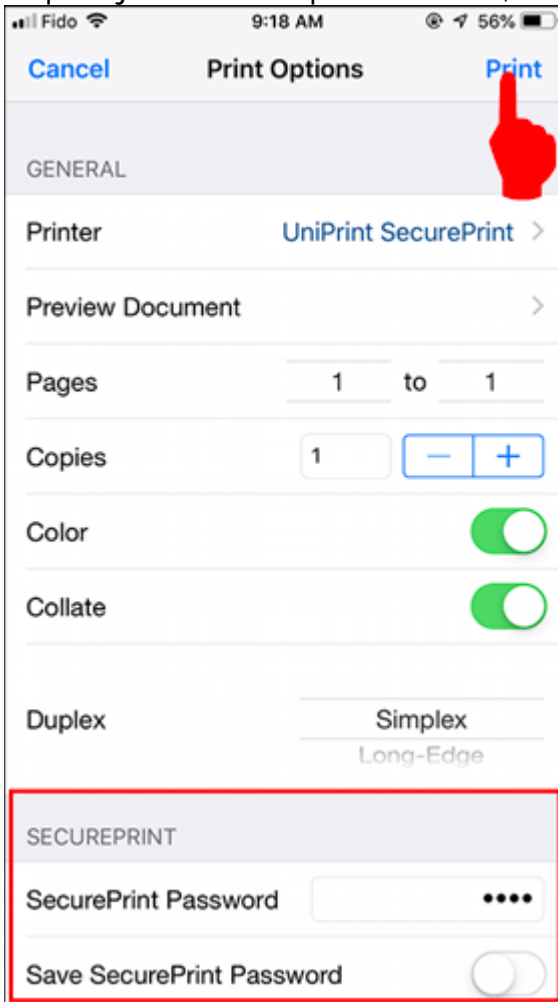 Fido 9:18 AM 56%
Cancel Print Options Print
GENERAL
Printer UniPrint SecurePrint >
Preview Document >
Pages 1 to 1
Copies 1 − +
Color
Collate
Duplex Simplex
Long-Edge
SECUREPRINT
SecurePrint Password ••••
Save SecurePrint Password